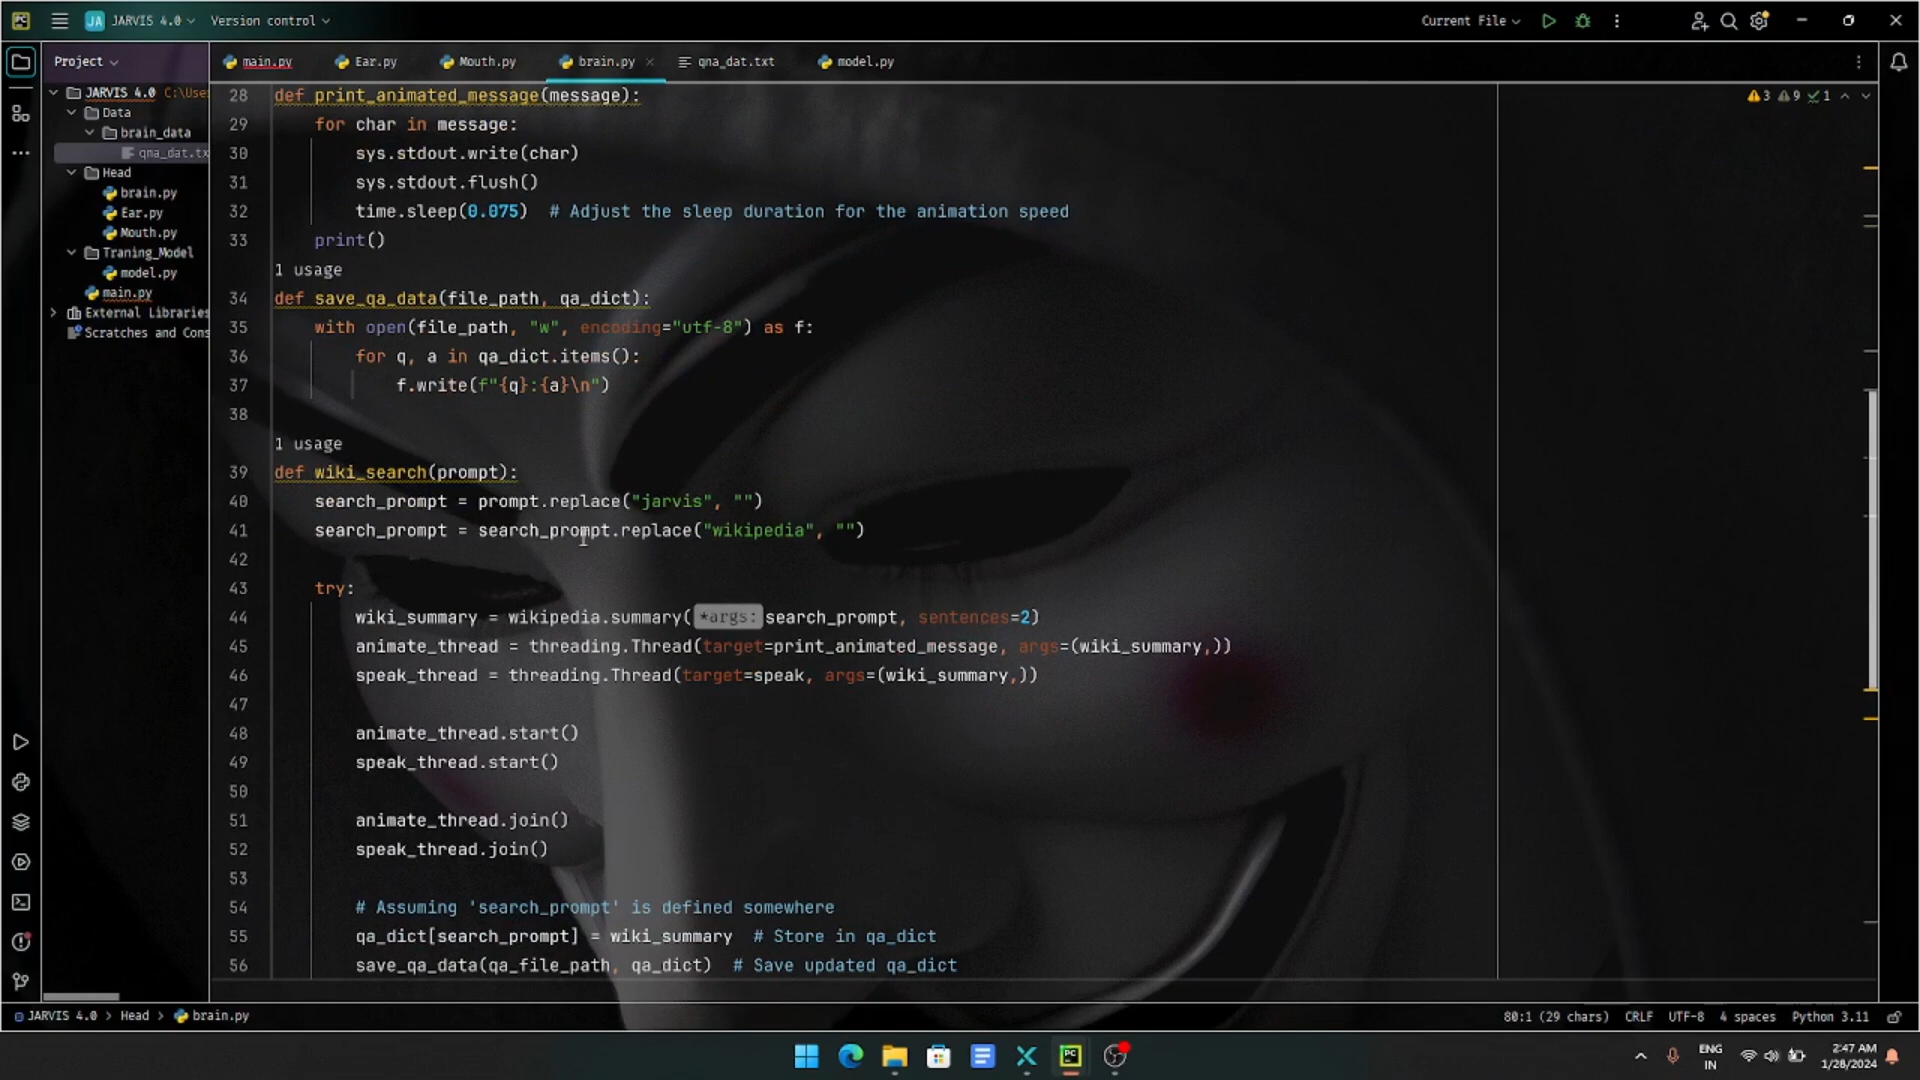 PC
JA JARVIS 4.0
Version control
Current File
Project
main.py
Ear.py
Mouth.py
brain.py
qna_dat.txt
model.py
JARVIS 4.0 C:\Use
Data
brain_data
qna_dat.tx
Head
brain.py
Ear.py
Mouth.py
Traning_Model
model.py
main.py
External Libraries
Scratches and Cons
3 9 1
28 def print_animated_message(message):
29 for char in message:
30 sys.stdout.write(char)
31 sys.stdout.flush()
32 time.sleep(0.075) # Adjust the sleep duration for the animation speed
33 print()
1 usage
34 def save_qa_data(file_path, qa_dict):
35 with open(file_path, "w", encoding="utf-8") as f:
36 for q, a in qa_dict.items():
37 f.write(f"{q}:{a}\n")
38
1 usage
39 def wiki_search(prompt):
40 search_prompt = prompt.replace("jarvis", "")
41 search_prompt = search_prompt.replace("wikipedia", "")
42
43 try:
44 wiki_summary = wikipedia.summary( *args: search_prompt, sentences=2)
45 animate_thread = threading.Thread(target=print_animated_message, args=(wiki_summary,))
46 speak_thread = threading.Thread(target=speak, args=(wiki_summary,))
47
48 animate_thread.start()
49 speak_thread.start()
50
51 animate_thread.join()
52 speak_thread.join()
53
54 # Assuming 'search_prompt' is defined somewhere
55 qa_dict[search_prompt] = wiki_summary # Store in qa_dict
56 save_qa_data(qa_file_path, qa_dict) # Save updated qa_dict
JARVIS 4.0 > Head > brain.py
80:1 (29 chars) CRLF UTF-8 4 spaces Python 3.11
PC
ENG
IN
2:47 AM
1/28/2024